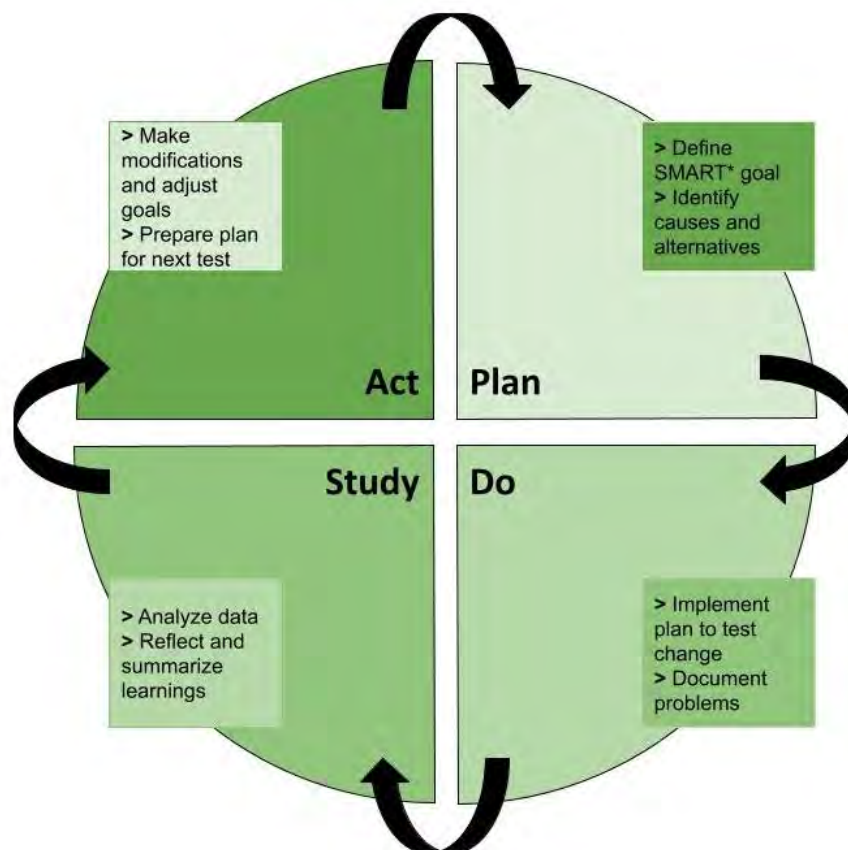 > Make
modifications
and adjust
goals
> Prepare plan
for next test
> Define
SMART* goal
> Identify
causes and
alternatives
Act
Plan
Study
Do
> Analyze data
> Reflect and
summarize
learnings
> Implement
plan to test
change
> Document
problems